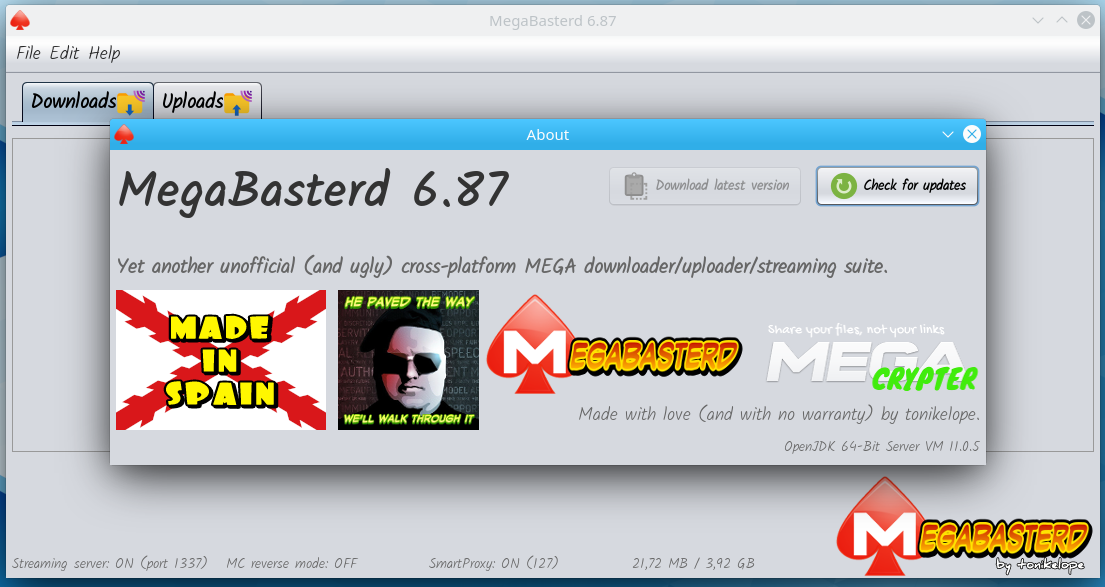 MegaBasterd 6.87
File Edit Help
Downloads Uploads
About
MegaBasterd 6.87
Download latest version
Check for updates
Yet another unofficial (and ugly) cross-platform MEGA downloader/uploader/streaming suite.
MADE
IN
SPAIN
HE PAVED THE WAY
WE'LL WALK THROUGH IT
MEGABASTERD
Share your files, not your links
MEGA
CRYPTER
Made with love (and with no warranty) by tonikelope.
OpenJDK 64-Bit Server VM 11.0.5
MEGABASTERD
by tonikelope
Streaming server: ON (port 1337) MC reverse mode: OFF SmartProxy: ON (127) 21,72 MB / 3,92 GB